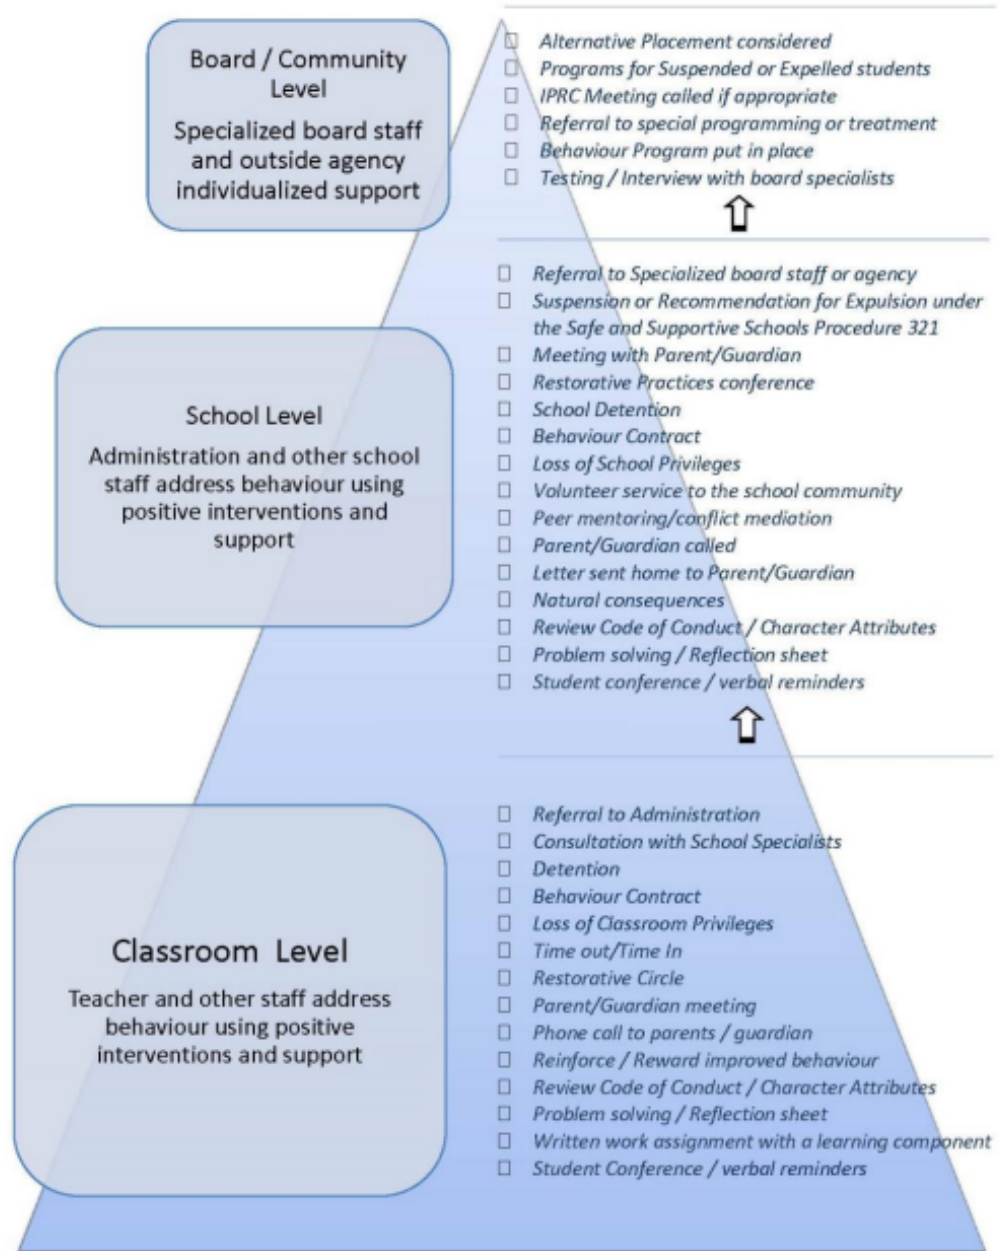 Board / Community
Level
Specialized board staff
and outside agency
individualized support
Alternative Placement considered
Programs for Suspended or Expelled students
IPRC Meeting called if appropriate
Referral to special programming or treatment
Behaviour Program put in place
Testing / Interview with board specialists
School Level
Administration and other school
staff address behaviour using
positive interventions and
support
Referral to Specialized board staff or agency
Suspension or Recommendation for Expulsion under
the Safe and Supportive Schools Procedure 321
Meeting with Parent/Guardian
Restorative Practices conference
School Detention
Behaviour Contract
Loss of School Privileges
Volunteer service to the school community
Peer mentoring/conflict mediation
Parent/Guardian called
Letter sent home to Parent/Guardian
Natural consequences
Review Code of Conduct / Character Attributes
Problem solving / Reflection sheet
Student conference / verbal reminders
Classroom Level
Teacher and other staff address
behaviour using positive
interventions and support
Referral to Administration
Consultation with School Specialists
Detention
Behaviour Contract
Loss of Classroom Privileges
Time out/Time In
Restorative Circle
Parent/Guardian meeting
Phone call to parents / guardian
Reinforce / Reward improved behaviour
Review Code of Conduct / Character Attributes
Problem solving / Reflection sheet
Written work assignment with a learning component
Student Conference / verbal reminders